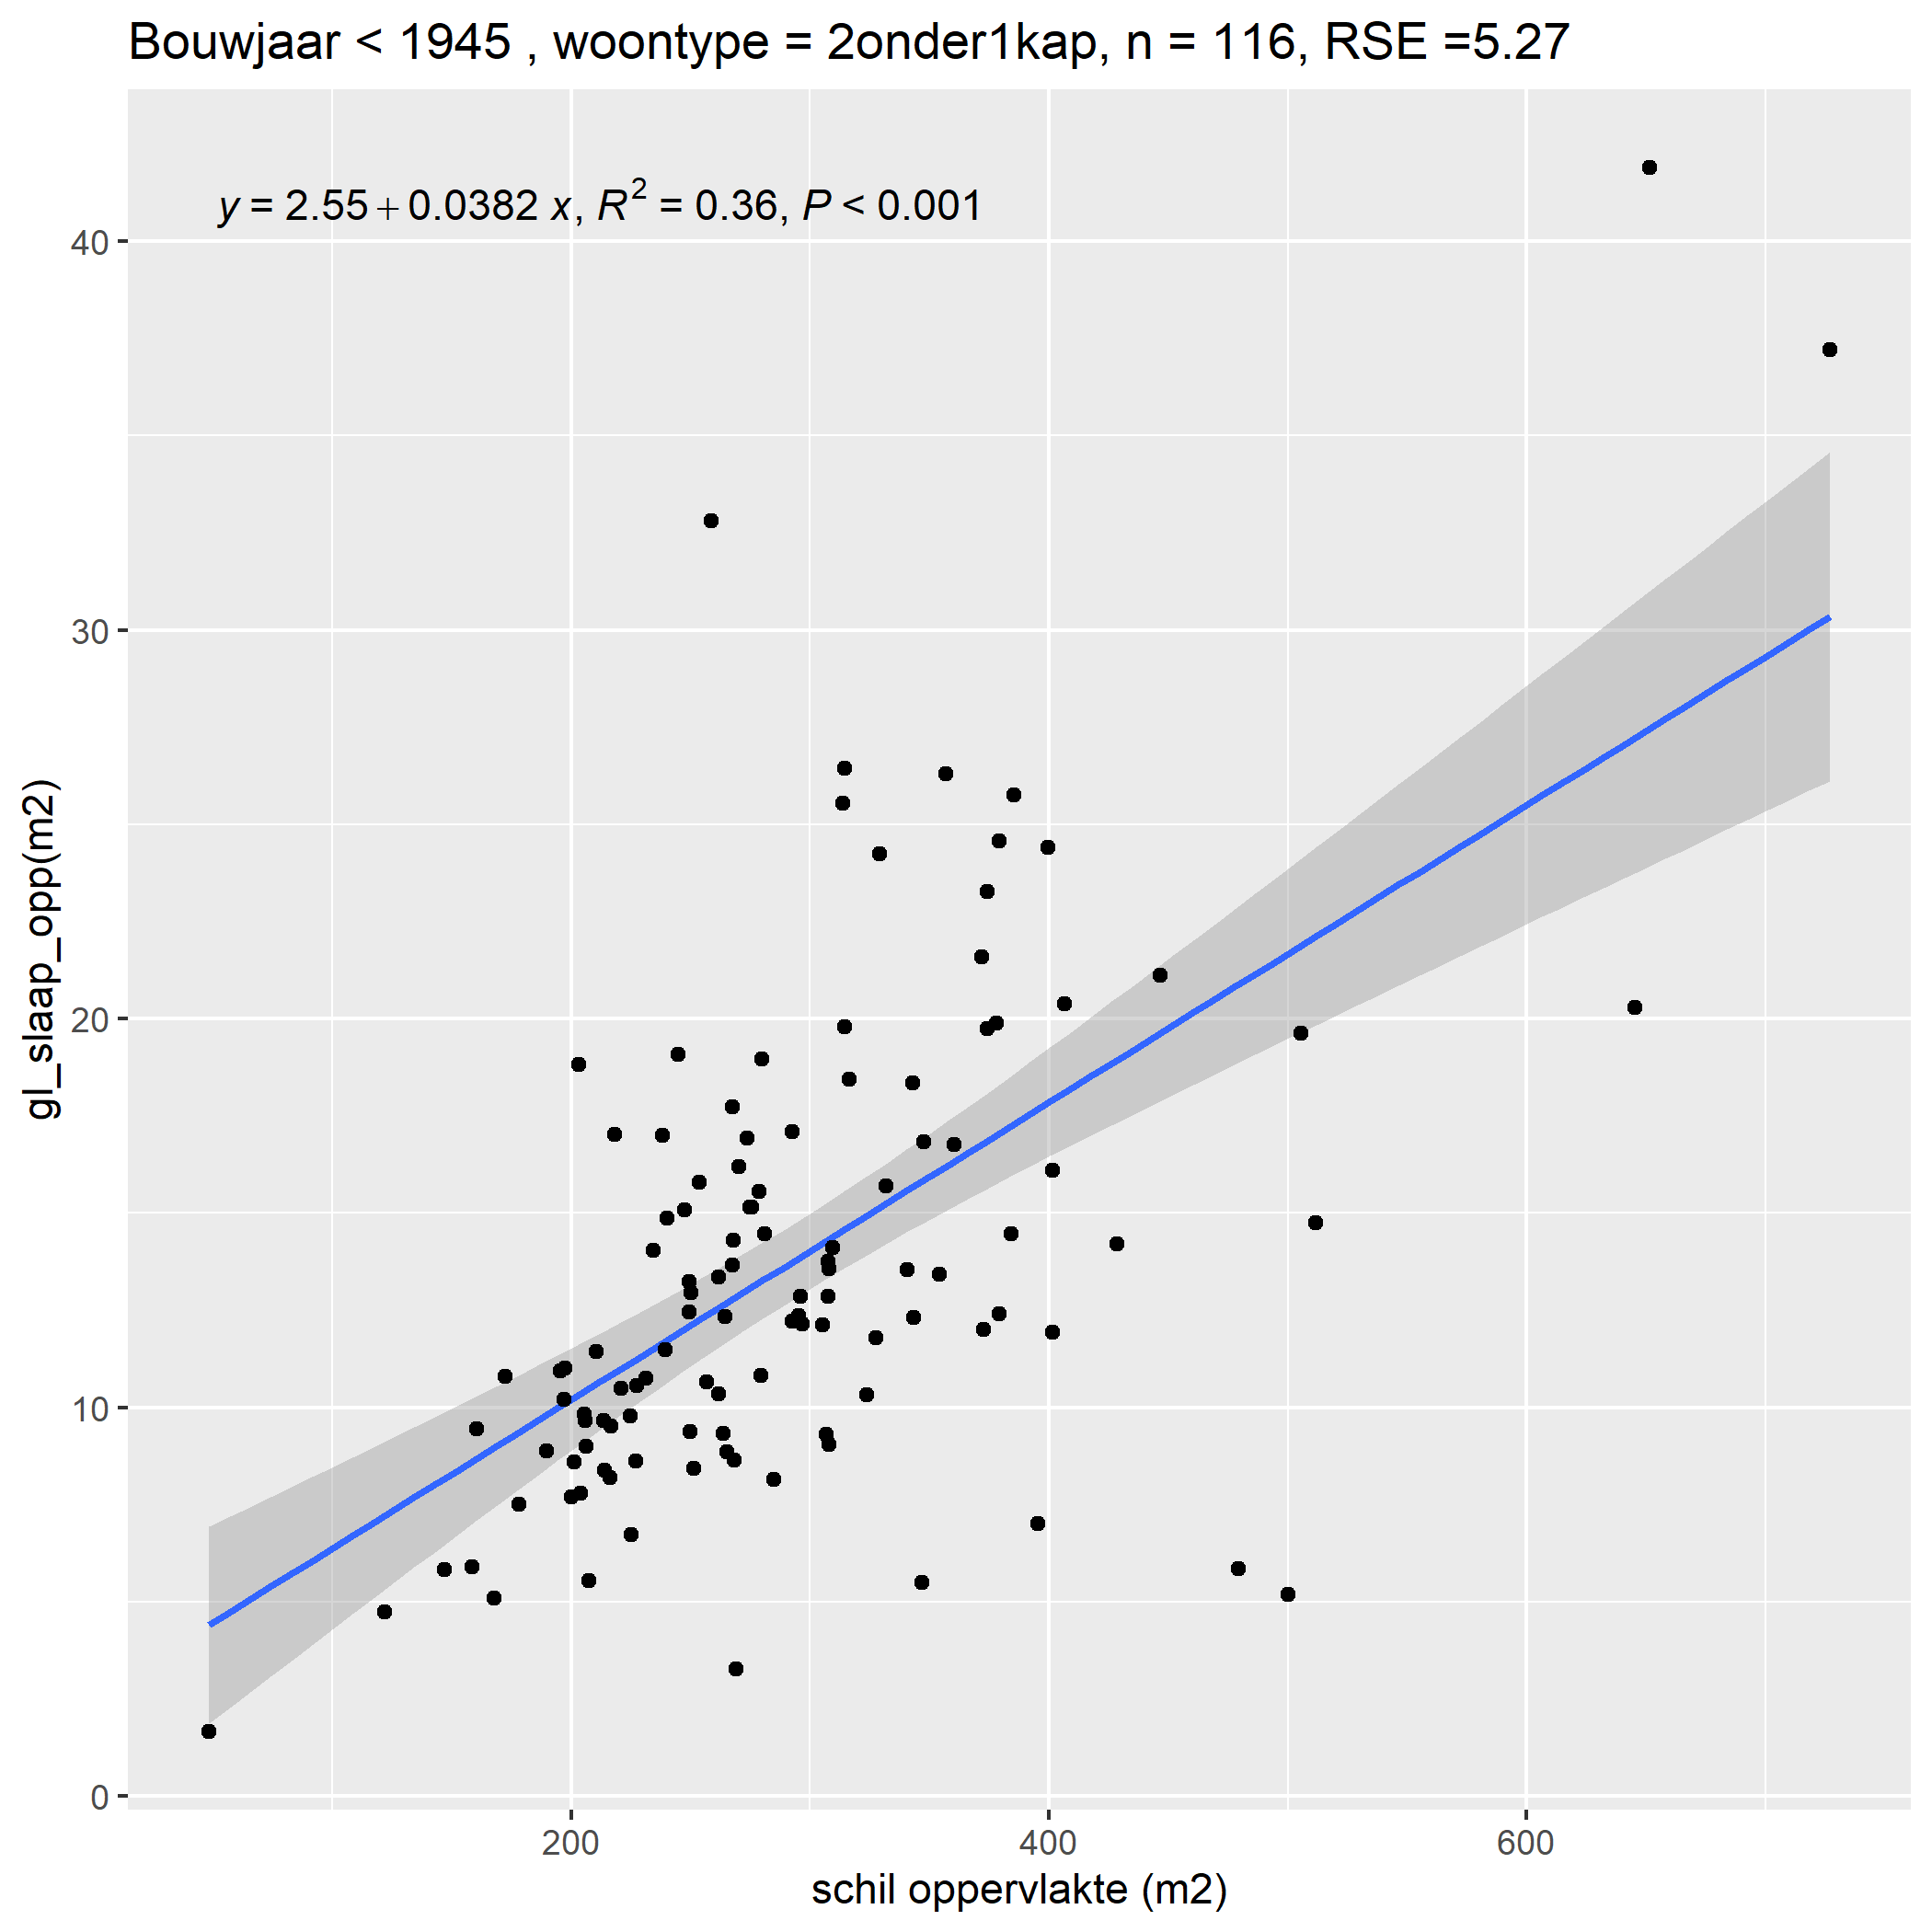 Bouwjaar < 1945 , woontype = 2onder1kap, n = 116, RSE =5.27
y = 2.55 + 0.0382 x, R² = 0.36, P < 0.001
40
30
20
10
0
gl_slaap_opp(m2)
200 400 600
schil oppervlakte (m2)